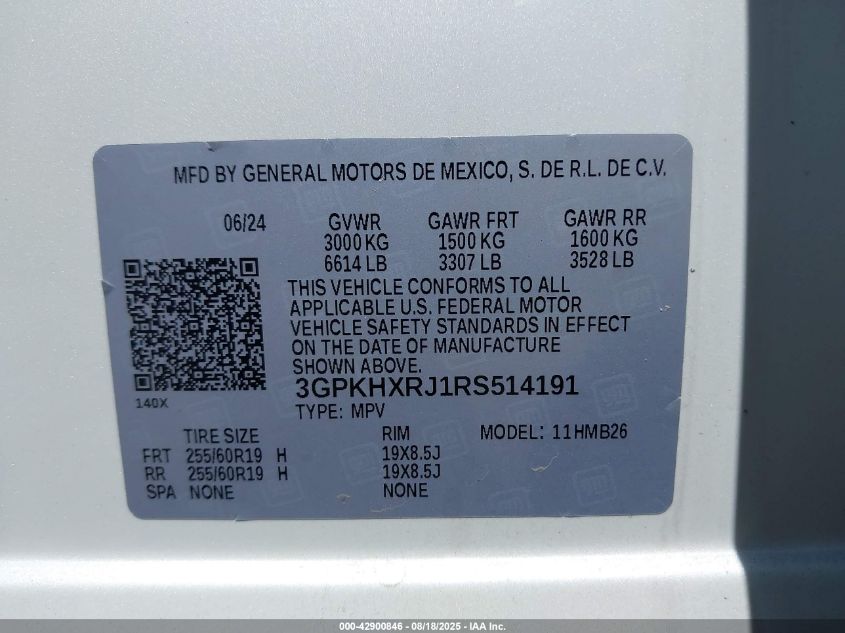 MFD BY GENERAL MOTORS DE MEXICO, S. DE R.L. DE C.V.
06/24 GVWR GAWR FRT GAWR RR
3000 KG 1500 KG 1600 KG
6614 LB 3307 LB 3528 LB
THIS VEHICLE CONFORMS TO ALL
APPLICABLE U.S. FEDERAL MOTOR
VEHICLE SAFETY STANDARDS IN EFFECT
ON THE DATE OF MANUFACTURE
SHOWN ABOVE.
3GPKHXRJ1RS514191
140X
TYPE: MPV
TIRE SIZE RIM MODEL: 11HMB26
FRT 255/60R19 H 19X8.5J
RR 255/60R19 H 19X8.5J
SPA NONE NONE
000-42900846 - 08/18/2025 - IAA Inc.